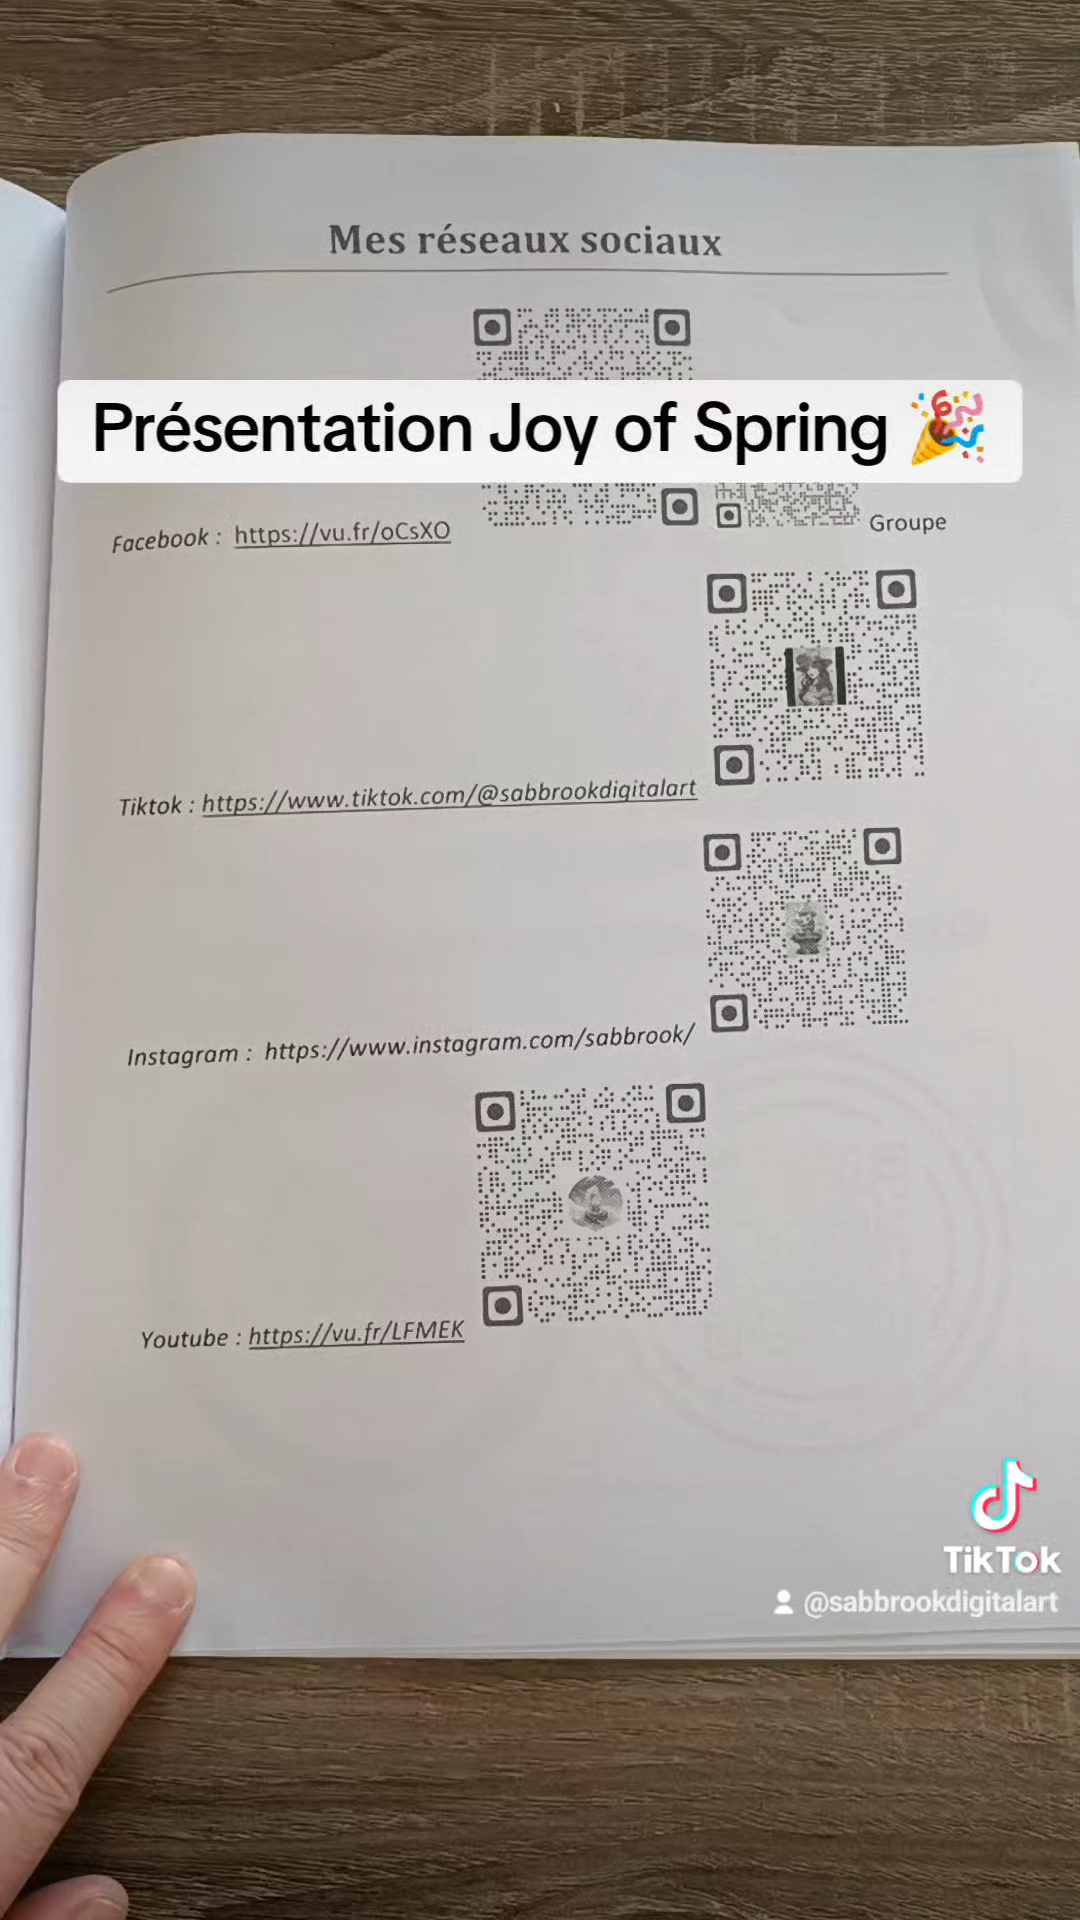 Mes réseaux sociaux
Présentation Joy of Spring 🎉
Facebook : https://vu.fr/oCsXO
Groupe
Tiktok : https://www.tiktok.com/@sabbrookdigitalart
Instagram : https://www.instagram.com/sabbrook/
Youtube : https://vu.fr/LFMEK
TikTok
@sabbrookdigitalart